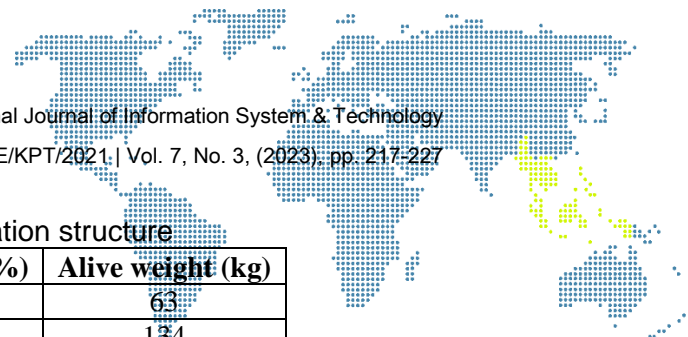 al Journal of Information System & Technology
E/KPT/2021 | Vol. 7, No. 3, (2023), pp. 217-227
ation structure
%) Alive weight (kg)
63
134